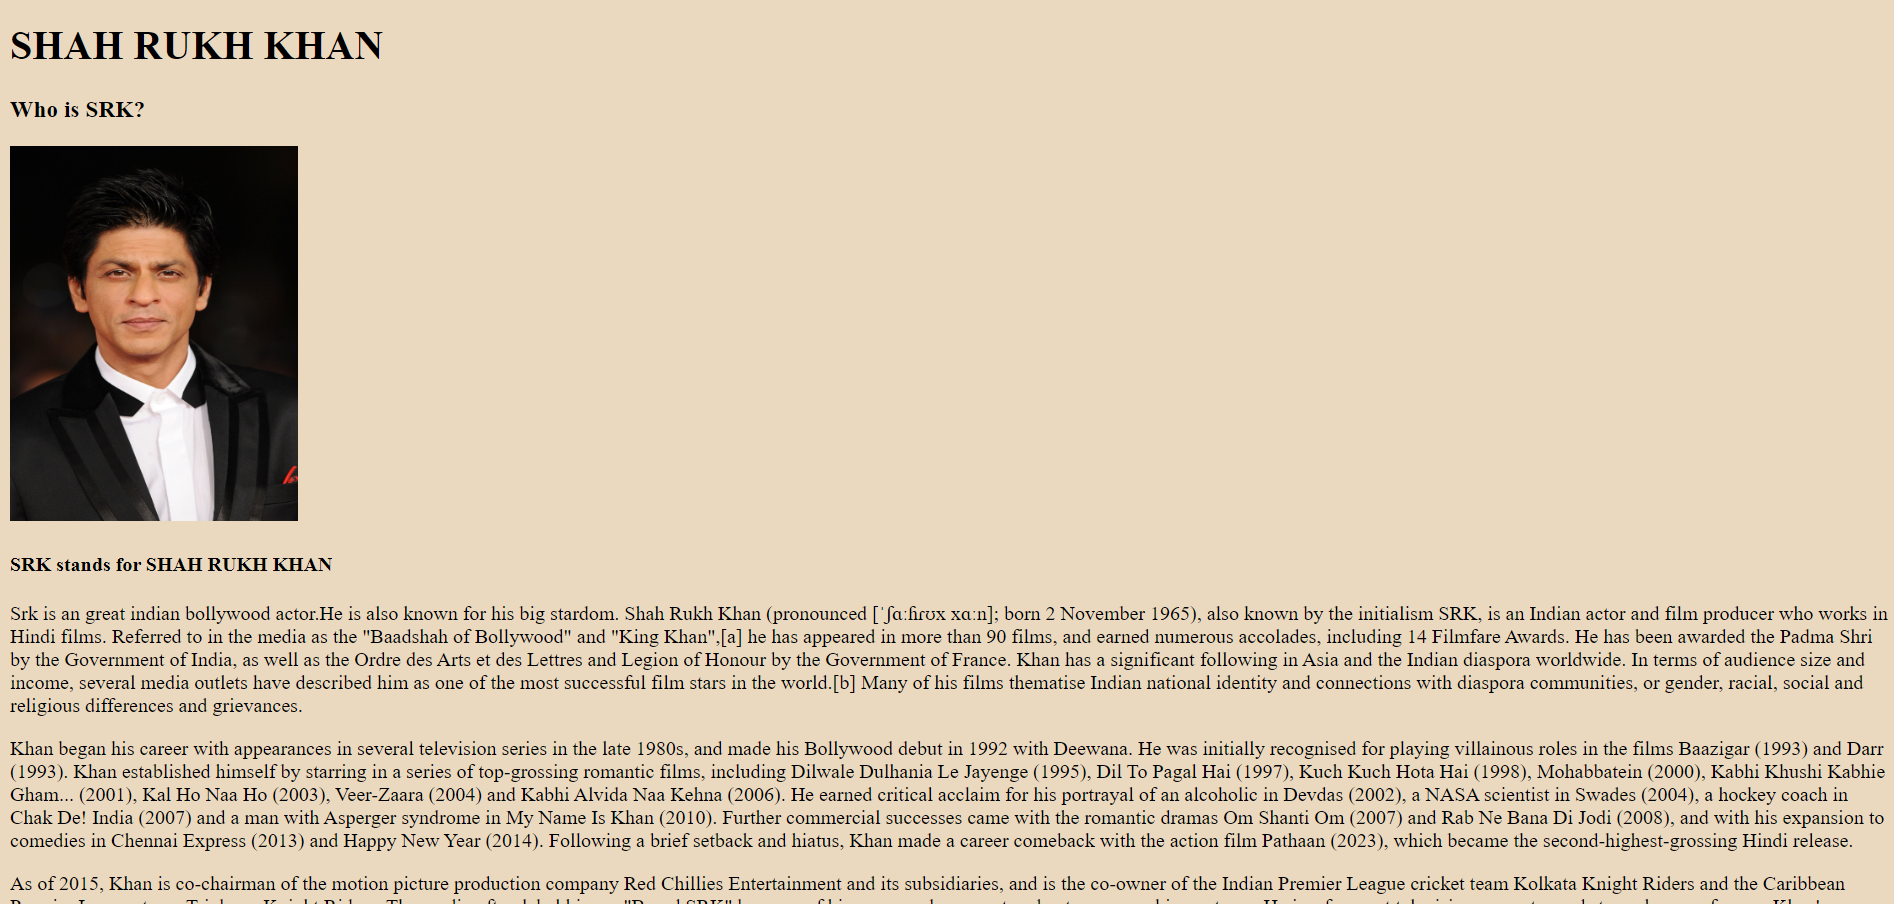 SHAH RUKH KHAN
Who is SRK?
SRK stands for SHAH RUKH KHAN
Srk is an great indian bollywood actor.He is also known for his big stardom. Shah Rukh Khan (pronounced [ˈʃɑːɦrʊx xɑːn]; born 2 November 1965), also known by the initialism SRK, is an Indian actor and film producer who works in
Hindi films. Referred to in the media as the "Baadshah of Bollywood" and "King Khan",[a] he has appeared in more than 90 films, and earned numerous accolades, including 14 Filmfare Awards. He has been awarded the Padma Shri
by the Government of India, as well as the Ordre des Arts et des Lettres and Legion of Honour by the Government of France. Khan has a significant following in Asia and the Indian diaspora worldwide. In terms of audience size and
income, several media outlets have described him as one of the most successful film stars in the world.[b] Many of his films thematise Indian national identity and connections with diaspora communities, or gender, racial, social and
religious differences and grievances.
Khan began his career with appearances in several television series in the late 1980s, and made his Bollywood debut in 1992 with Deewana. He was initially recognised for playing villainous roles in the films Baazigar (1993) and Darr
(1993). Khan established himself by starring in a series of top-grossing romantic films, including Dilwale Dulhania Le Jayenge (1995), Dil To Pagal Hai (1997), Kuch Kuch Hota Hai (1998), Mohabbatein (2000), Kabhi Khushi Kabhie
Gham... (2001), Kal Ho Naa Ho (2003), Veer-Zaara (2004) and Kabhi Alvida Naa Kehna (2006). He earned critical acclaim for his portrayal of an alcoholic in Devdas (2002), a NASA scientist in Swades (2004), a hockey coach in
Chak De! India (2007) and a man with Asperger syndrome in My Name Is Khan (2010). Further commercial successes came with the romantic dramas Om Shanti Om (2007) and Rab Ne Bana Di Jodi (2008), and with his expansion to
comedies in Chennai Express (2013) and Happy New Year (2014). Following a brief setback and hiatus, Khan made a career comeback with the action film Pathaan (2023), which became the second-highest-grossing Hindi release.
As of 2015, Khan is co-chairman of the motion picture production company Red Chillies Entertainment and its subsidiaries, and is the co-owner of the Indian Premier League cricket team Kolkata Knight Riders and the Caribbean